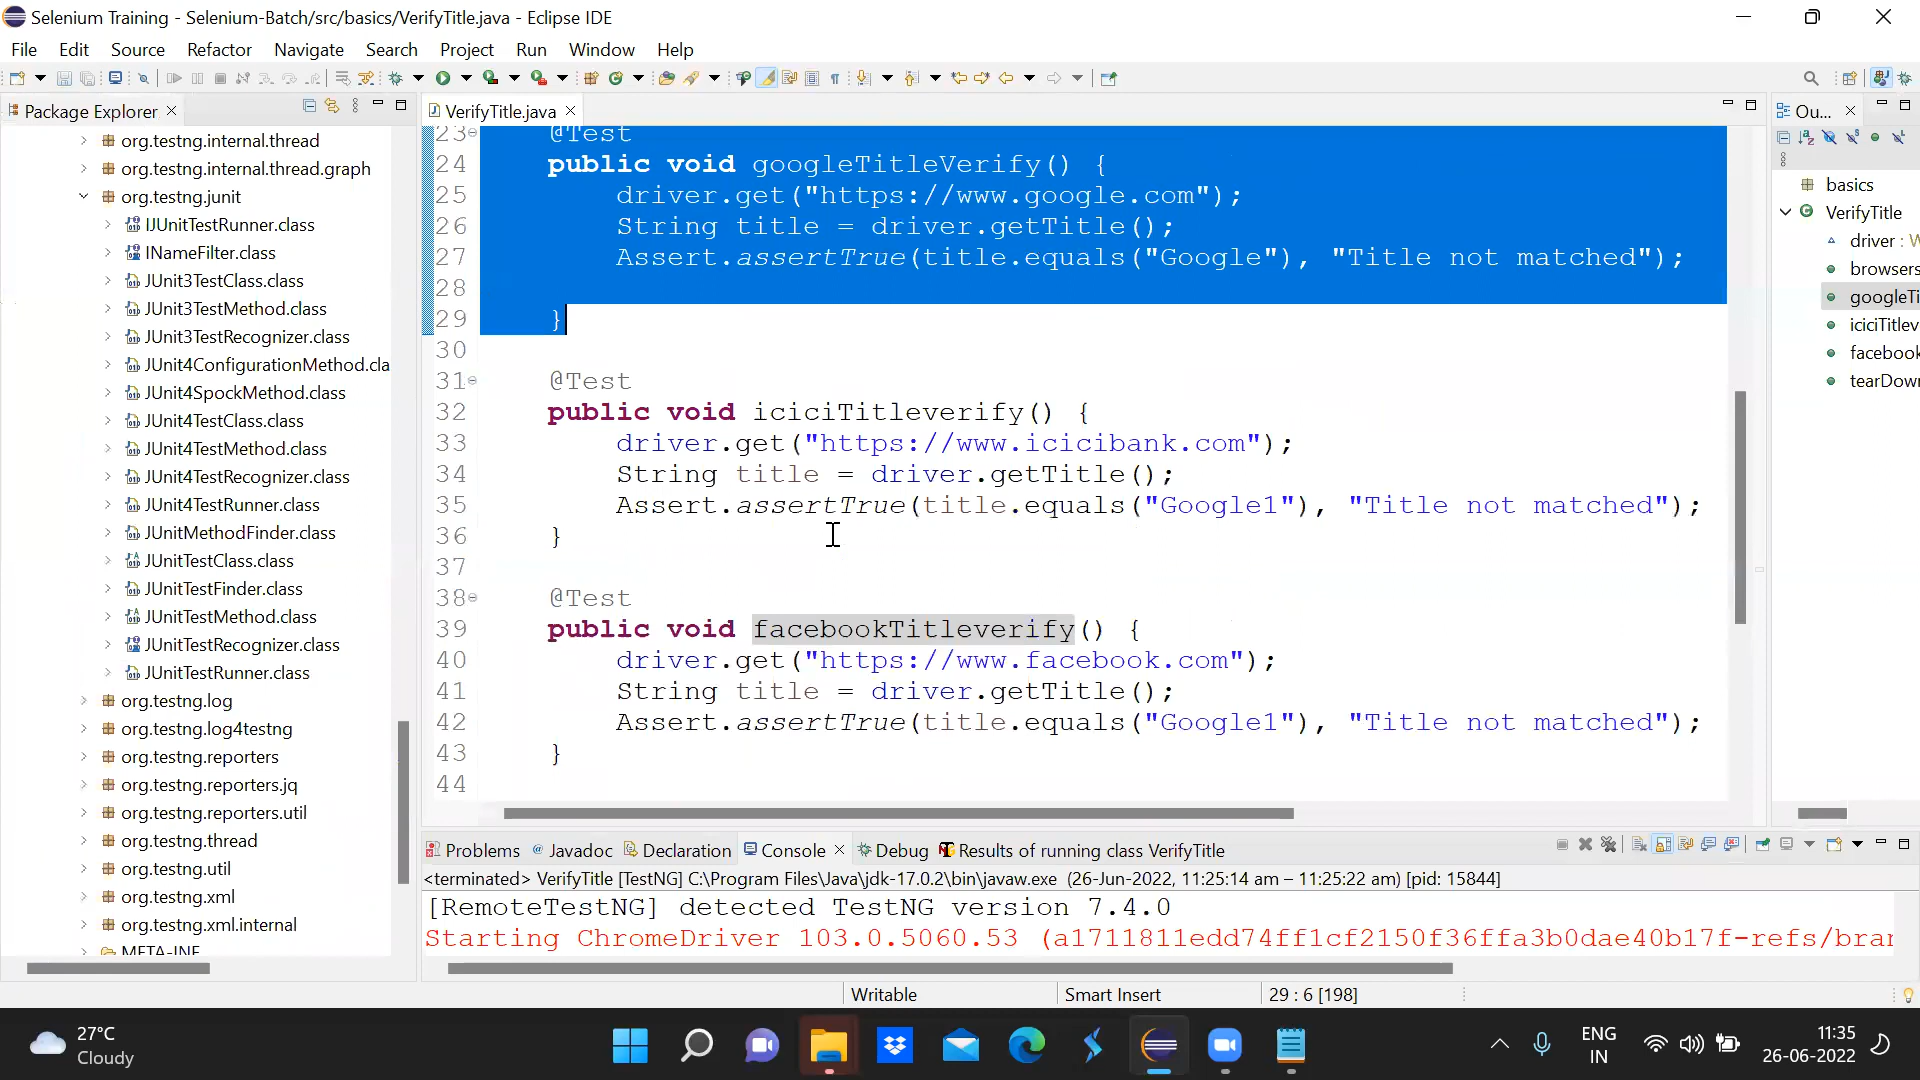 Selenium Training - Selenium-Batch/src/basics/VerifyTitle.java - Eclipse IDE
File Edit Source Refactor Navigate Search Project Run Window Help
Package Explorer
org.testng.internal.thread
org.testng.internal.thread.graph
org.testng.junit
IJUnitTestRunner.class
INameFilter.class
JUnit3TestClass.class
JUnit3TestMethod.class
JUnit3TestRecognizer.class
JUnit4ConfigurationMethod.cla
JUnit4SpockMethod.class
JUnit4TestClass.class
JUnit4TestMethod.class
JUnit4TestRecognizer.class
JUnit4TestRunner.class
JUnitMethodFinder.class
JUnitTestClass.class
JUnitTestFinder.class
JUnitTestMethod.class
JUnitTestRecognizer.class
JUnitTestRunner.class
org.testng.log
org.testng.log4testng
org.testng.reporters
org.testng.reporters.jq
org.testng.reporters.util
org.testng.thread
org.testng.util
org.testng.xml
org.testng.xml.internal
META-INF
VerifyTitle.java
23 @Test
24 public void googleTitleVerify() {
25 driver.get("https://www.google.com");
26 String title = driver.getTitle();
27 Assert.assertTrue(title.equals("Google"), "Title not matched");
28
29 }
30
31 @Test
32 public void iciciTitleverify() {
33 driver.get("https://www.icicibank.com");
34 String title = driver.getTitle();
35 Assert.assertTrue(title.equals("Google1"), "Title not matched");
36 }
37
38 @Test
39 public void facebookTitleverify() {
40 driver.get("https://www.facebook.com");
41 String title = driver.getTitle();
42 Assert.assertTrue(title.equals("Google1"), "Title not matched");
43 }
44
Ou...
basics
VerifyTitle
driver : W
browsers
googleTi
iciciTitlev
facebook
tearDow
Problems Javadoc Declaration Console Debug Results of running class VerifyTitle
<terminated> VerifyTitle [TestNG] C:\Program Files\Java\jdk-17.0.2\bin\javaw.exe (26-Jun-2022, 11:25:14 am – 11:25:22 am) [pid: 15844]
[RemoteTestNG] detected TestNG version 7.4.0
Starting ChromeDriver 103.0.5060.53 (a1711811edd74ff1cf2150f36ffa3b0dae40b17f-refs/bran
Writable Smart Insert 29 : 6 [198]
27°C
Cloudy
ENG
IN
11:35
26-06-2022